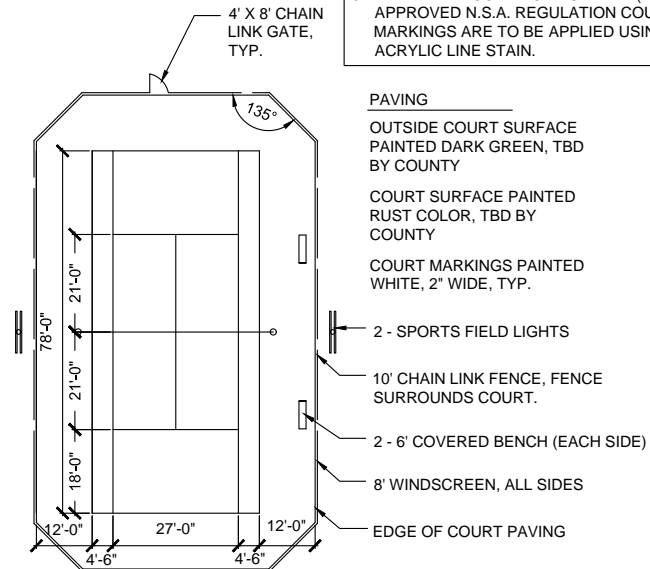 4' X 8' CHAIN
LINK GATE,
TYP.
APPROVED N.S.A. REGULATION
MARKINGS ARE TO BE APPLIED
ACRYLIC LINE STAIN.
135°
PAVING
OUTSIDE COURT SURFACE
PAINTED DARK GREEN, TBD
BY COUNTY
COURT SURFACE PAINTED
RUST COLOR, TBD BY
COUNTY
COURT MARKINGS PAINTED
WHITE, 2" WIDE, TYP.
2 - SPORTS FIELD LIGHTS
10' CHAIN LINK FENCE, FENCE
SURROUNDS COURT.
2 - 6' COVERED BENCH (EACH SIDE)
8' WINDSCREEN, ALL SIDES
EDGE OF COURT PAVING
78'-0"
21'-0"
21'-0"
18'-0"
12'-0"
4'-6"
27'-0"
4'-6"
12'-0"